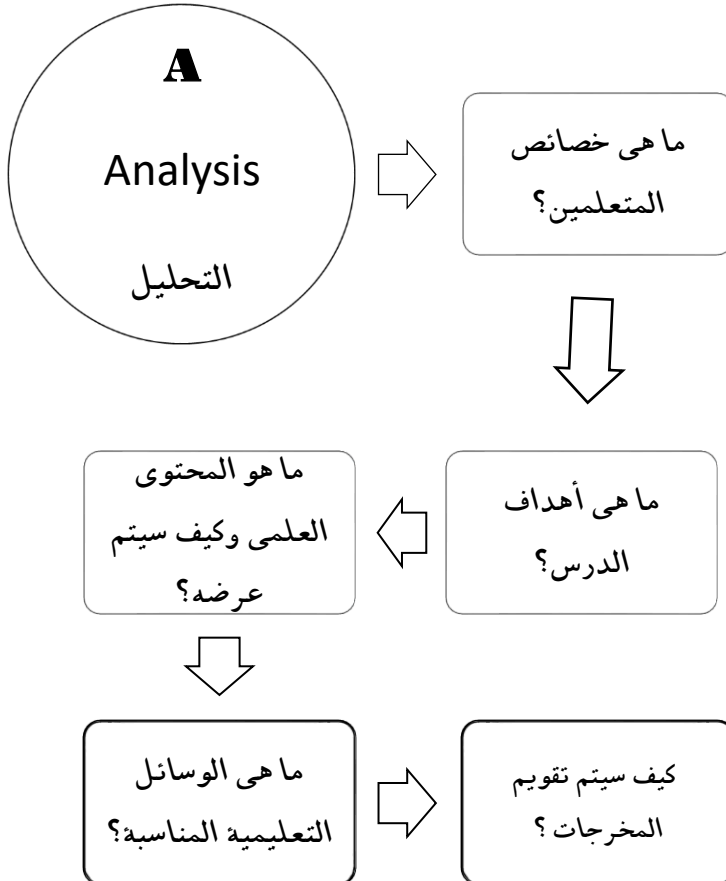 A
Analysis
التحليل
ما هى خصائص
المتعلمين؟
ما هى أهداف
الدرس؟
ما هو المحتوى
العلمى وكيف سيتم
عرضه؟
ما هى الوسائل
التعليمية المناسبة؟
كيف سيتم تقويم
المخرجات ؟